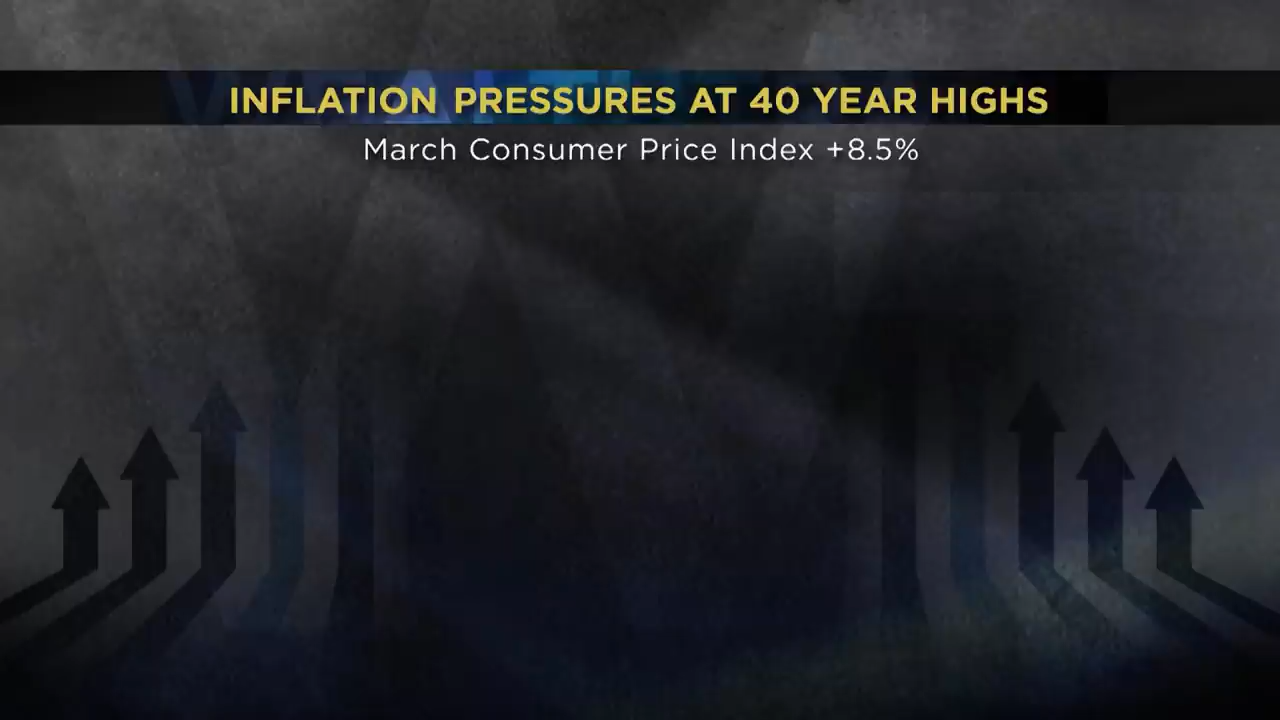 INFLATION PRESSURES AT 40 YEAR HIGHS
March Consumer Price Index +8.5%